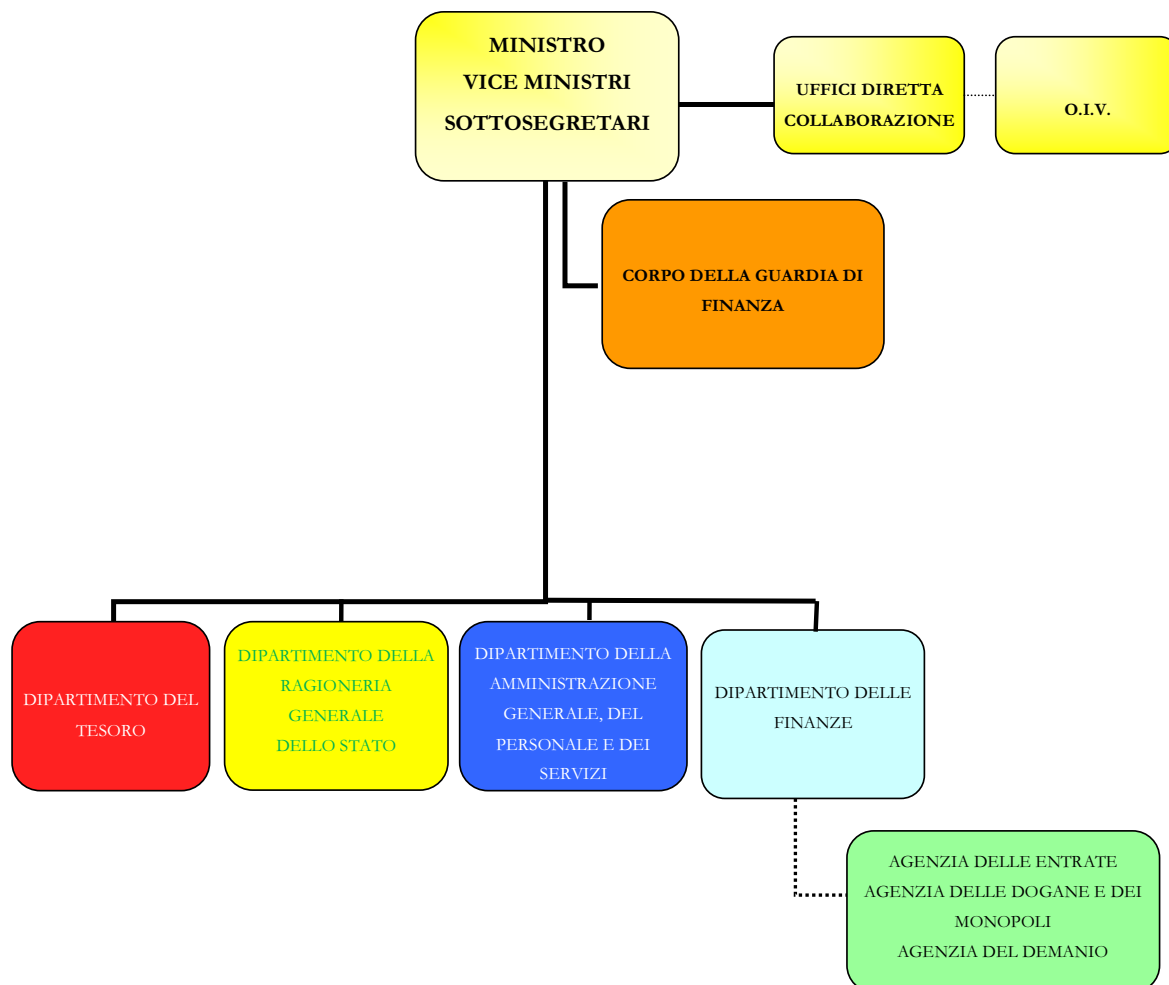 MINISTRO
VICE MINISTRI
SOTTOSEGRETARI
UFFICI DIRETTA
COLLABORAZIONE
O.I.V.
CORPO DELLA GUARDIA DI
FINANZA
DIPARTIMENTO DEL
TESORO
DIPARTIMENTO DELLA
RAGIONERIA
GENERALE
DELLO STATO
DIPARTIMENTO DELLA
AMMINISTRAZIONE
GENERALE, DEL
PERSONALE E DEI
SERVIZI
DIPARTIMENTO DELLE
FINANZE
AGENZIA DELLE ENTRATE
AGENZIA DELLE DOGANE E DEI
MONOPOLI
AGENZIA DEL DEMANIO